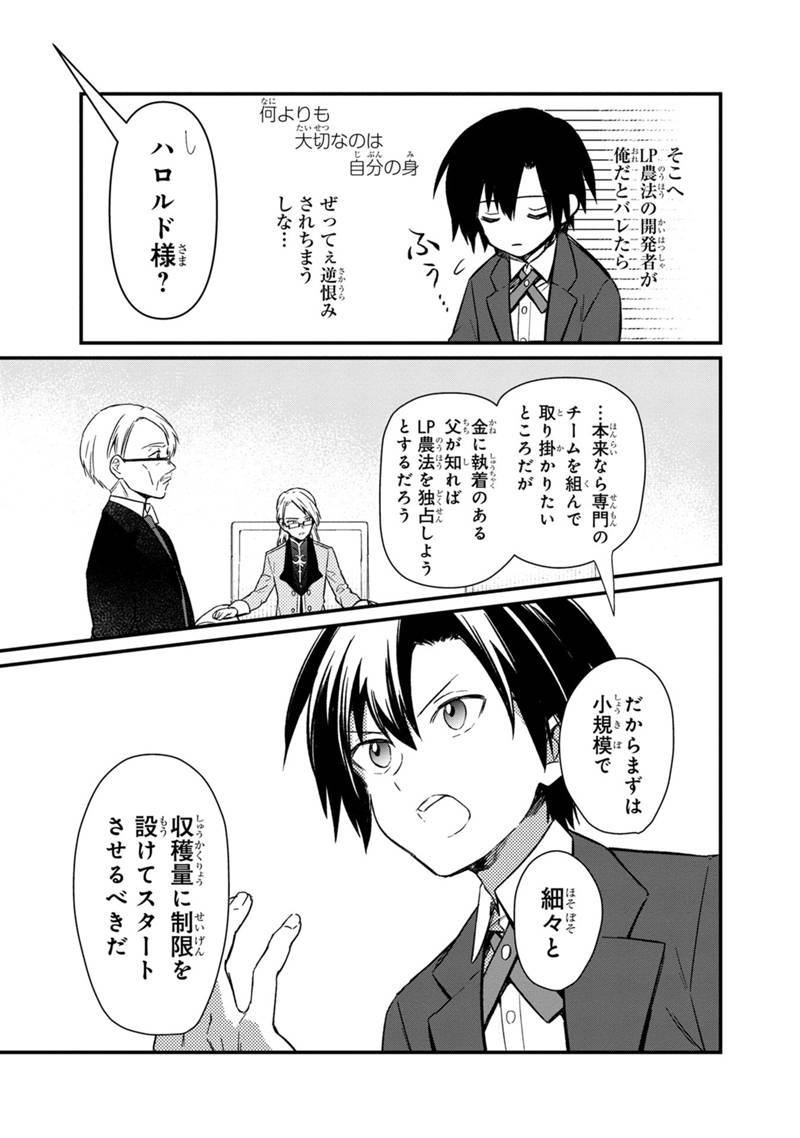 そこへ
LP農法の開発者が
俺だとバレたら
ふぅ…
ぜってぇ逆恨み
されちまう
しな…
何よりも
大切なのは
自分の身
ハロルド様?
…本来なら専門の
チームを組んで
取り掛かりたい
ところだが
金に執着のある
父が知れば
LP農法を独占しよう
とするだろう
だからまずは
小規模で
細々と
収穫量に制限を
設けてスタート
させるべきだ